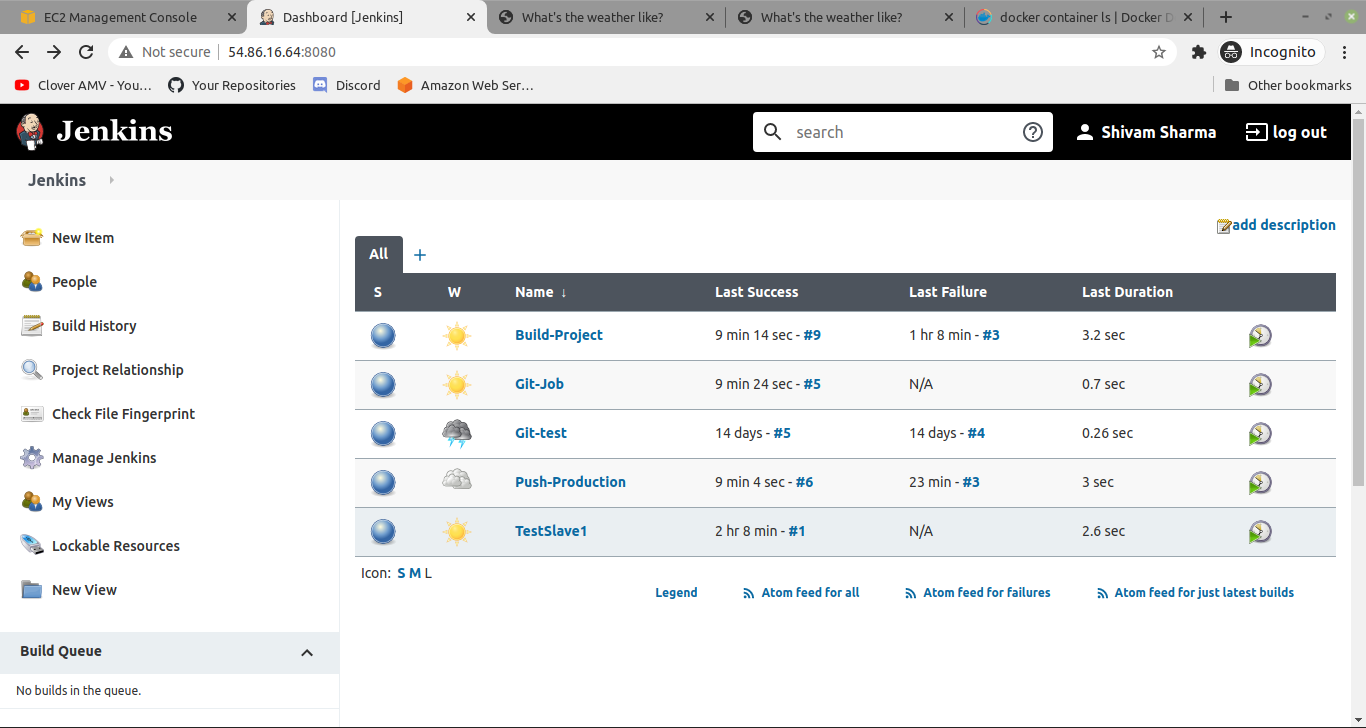 EC2 Management Console
Dashboard [Jenkins]
What's the weather like?
What's the weather like?
docker container ls | Docker D
Not secure
54.86.16.64:8080
Incognito
Clover AMV - You…
Your Repositories
Discord
Amazon Web Ser…
Other bookmarks
Jenkins
search
Shivam Sharma
log out
Jenkins
New Item
People
Build History
Project Relationship
Check File Fingerprint
Manage Jenkins
My Views
Lockable Resources
New View
Build Queue
No builds in the queue.
add description
All +
S W Name ↓ Last Success Last Failure Last Duration
Build-Project 9 min 14 sec - #9 1 hr 8 min - #3 3.2 sec
Git-Job 9 min 24 sec - #5 N/A 0.7 sec
Git-test 14 days - #5 14 days - #4 0.26 sec
Push-Production 9 min 4 sec - #6 23 min - #3 3 sec
TestSlave1 2 hr 8 min - #1 N/A 2.6 sec
Icon: S M L
Legend Atom feed for all Atom feed for failures Atom feed for just latest builds